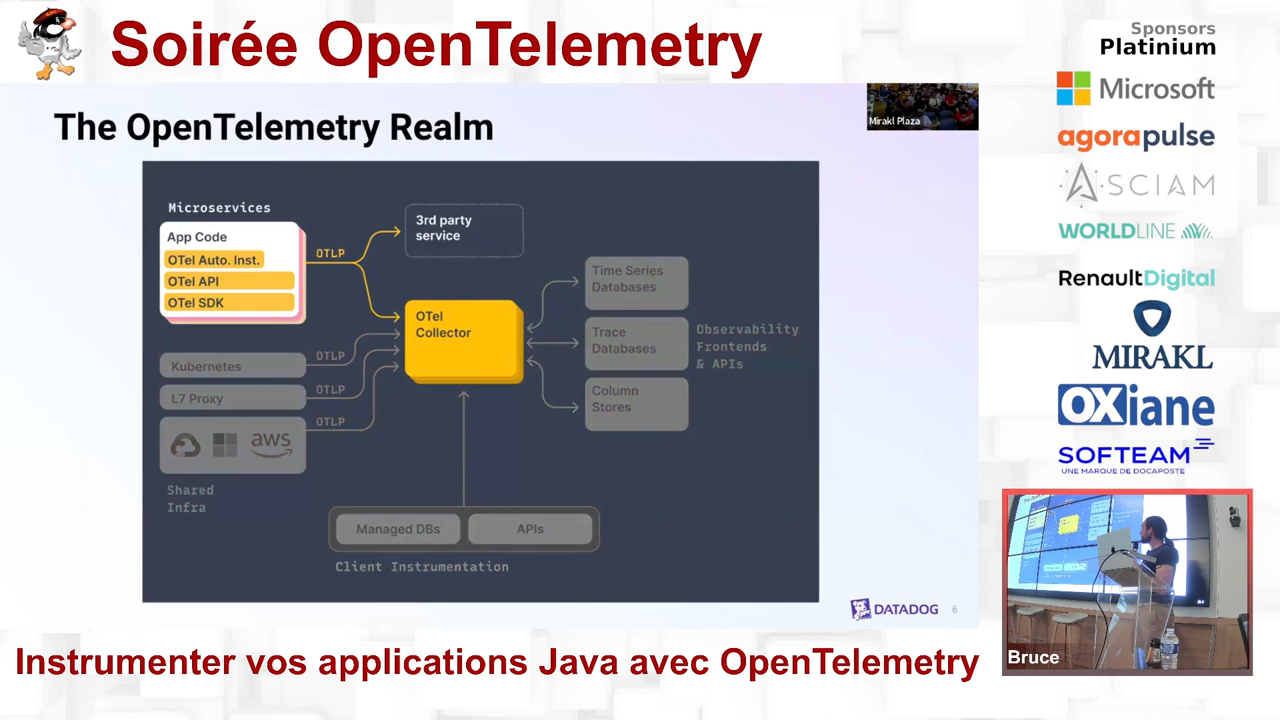 Soirée OpenTelemetry
Sponsors
Platinium
Microsoft
agorapulse
ASCIAM
WORLDLINE
RenaultDigital
MIRAKL
OXiane
SOFTEAM
UNE MARQUE DE DOCAPOSTE
The OpenTelemetry Realm
Mirakl Plaza
Microservices
App Code
OTel Auto. Inst.
OTel API
OTel SDK
OTLP
3rd party
service
OTel
Collector
Kubernetes
OTLP
L7 Proxy
OTLP
OTLP
aws
Shared
Infra
Time Series
Databases
Trace
Databases
Column
Stores
Observability
Frontends
& APIs
Managed DBs
APIs
Client Instrumentation
DATADOG
6
Bruce
Instrumenter vos applications Java avec OpenTelemetry